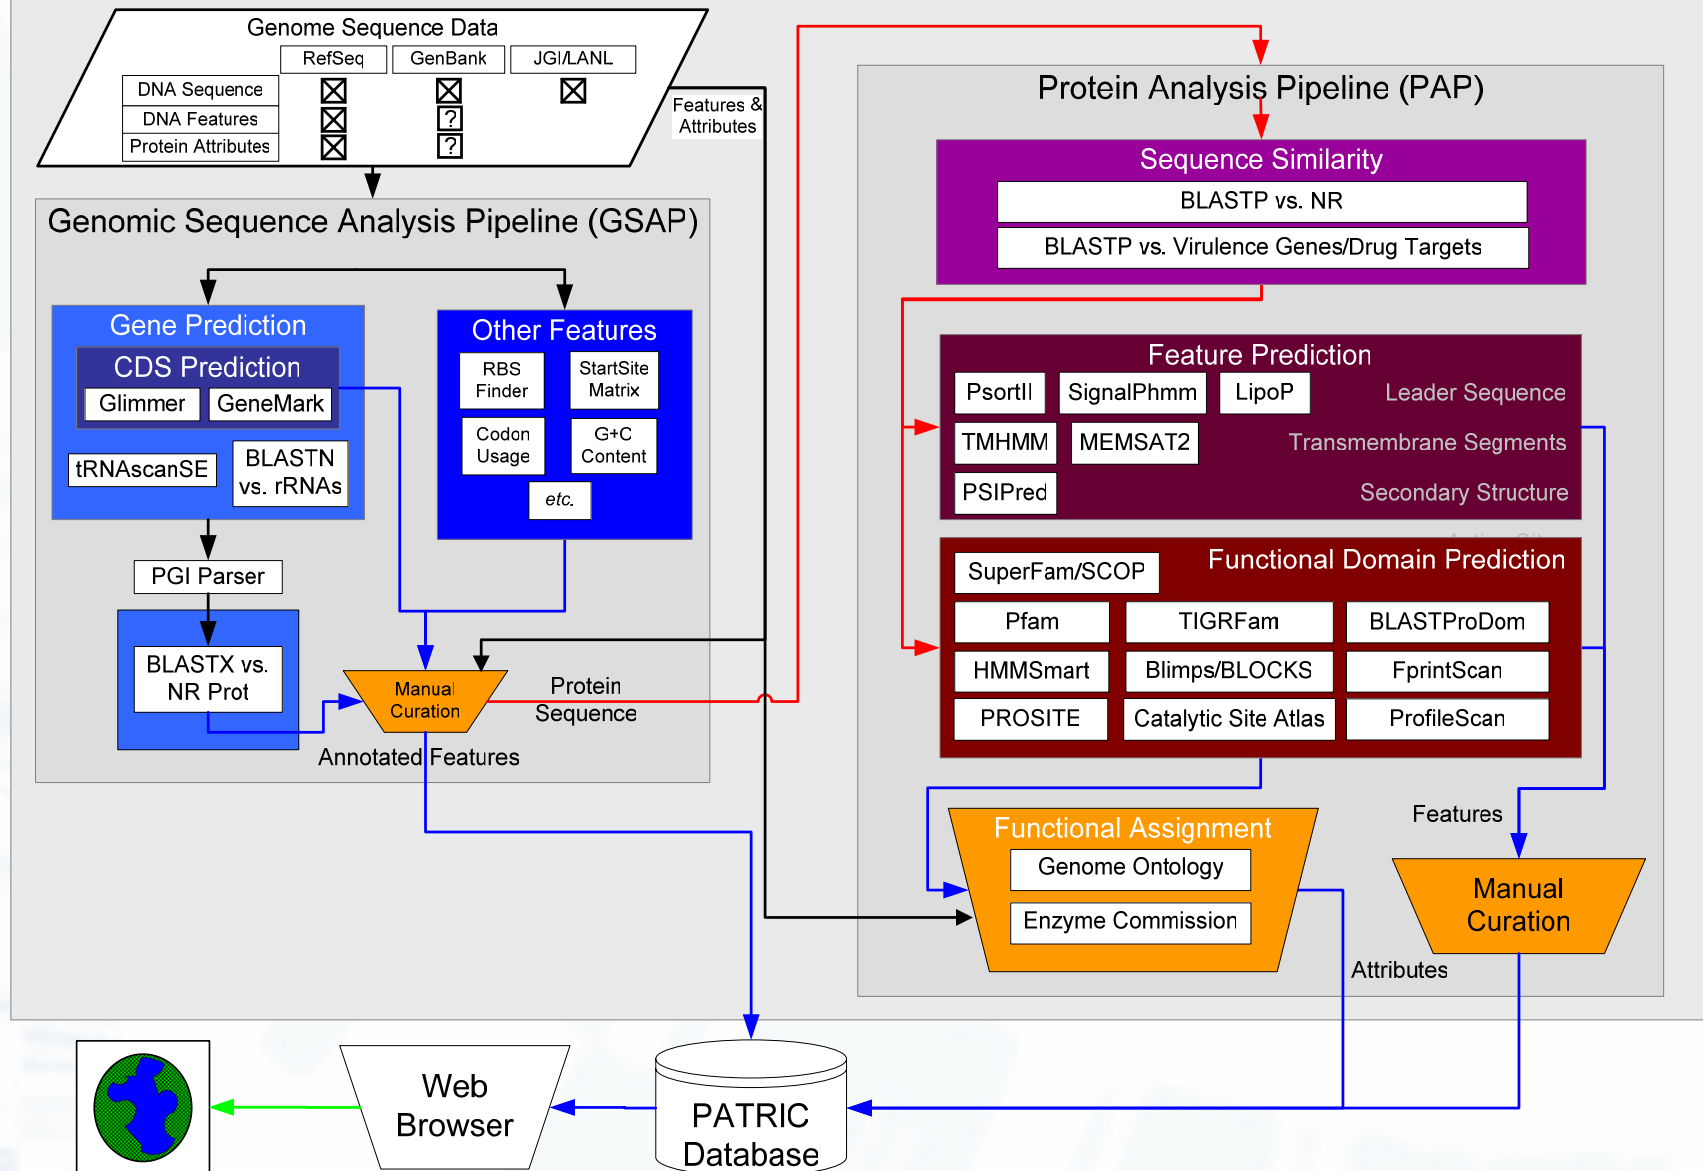 Genome Sequence Data
RefSeq GenBank JGI/LANL
DNA Sequence
DNA Features ?
Protein Attributes ?
Features &
Attributes
Genomic Sequence Analysis Pipeline (GSAP)
Gene Prediction
CDS Prediction
Glimmer GeneMark
tRNAscanSE
BLASTN
vs. rRNAs
Other Features
RBS
Finder
StartSite
Matrix
Codon
Usage
G+C
Content
etc.
PGI Parser
BLASTX vs.
NR Prot
Manual
Curation
Protein
Sequence
Annotated Features
Protein Analysis Pipeline (PAP)
Sequence Similarity
BLASTP vs. NR
BLASTP vs. Virulence Genes/Drug Targets
Feature Prediction
PsortII SignalPhmm LipoP Leader Sequence
TMHMM MEMSAT2 Transmembrane Segments
PSIPred Secondary Structure
Functional Domain Prediction
SuperFam/SCOP
Pfam TIGRFam BLASTProDom
HMMSmart Blimps/BLOCKS FprintScan
PROSITE Catalytic Site Atlas ProfileScan
Functional Assignment
Genome Ontology
Enzyme Commission
Features
Manual
Curation
Attributes
Web
Browser
PATRIC
Database